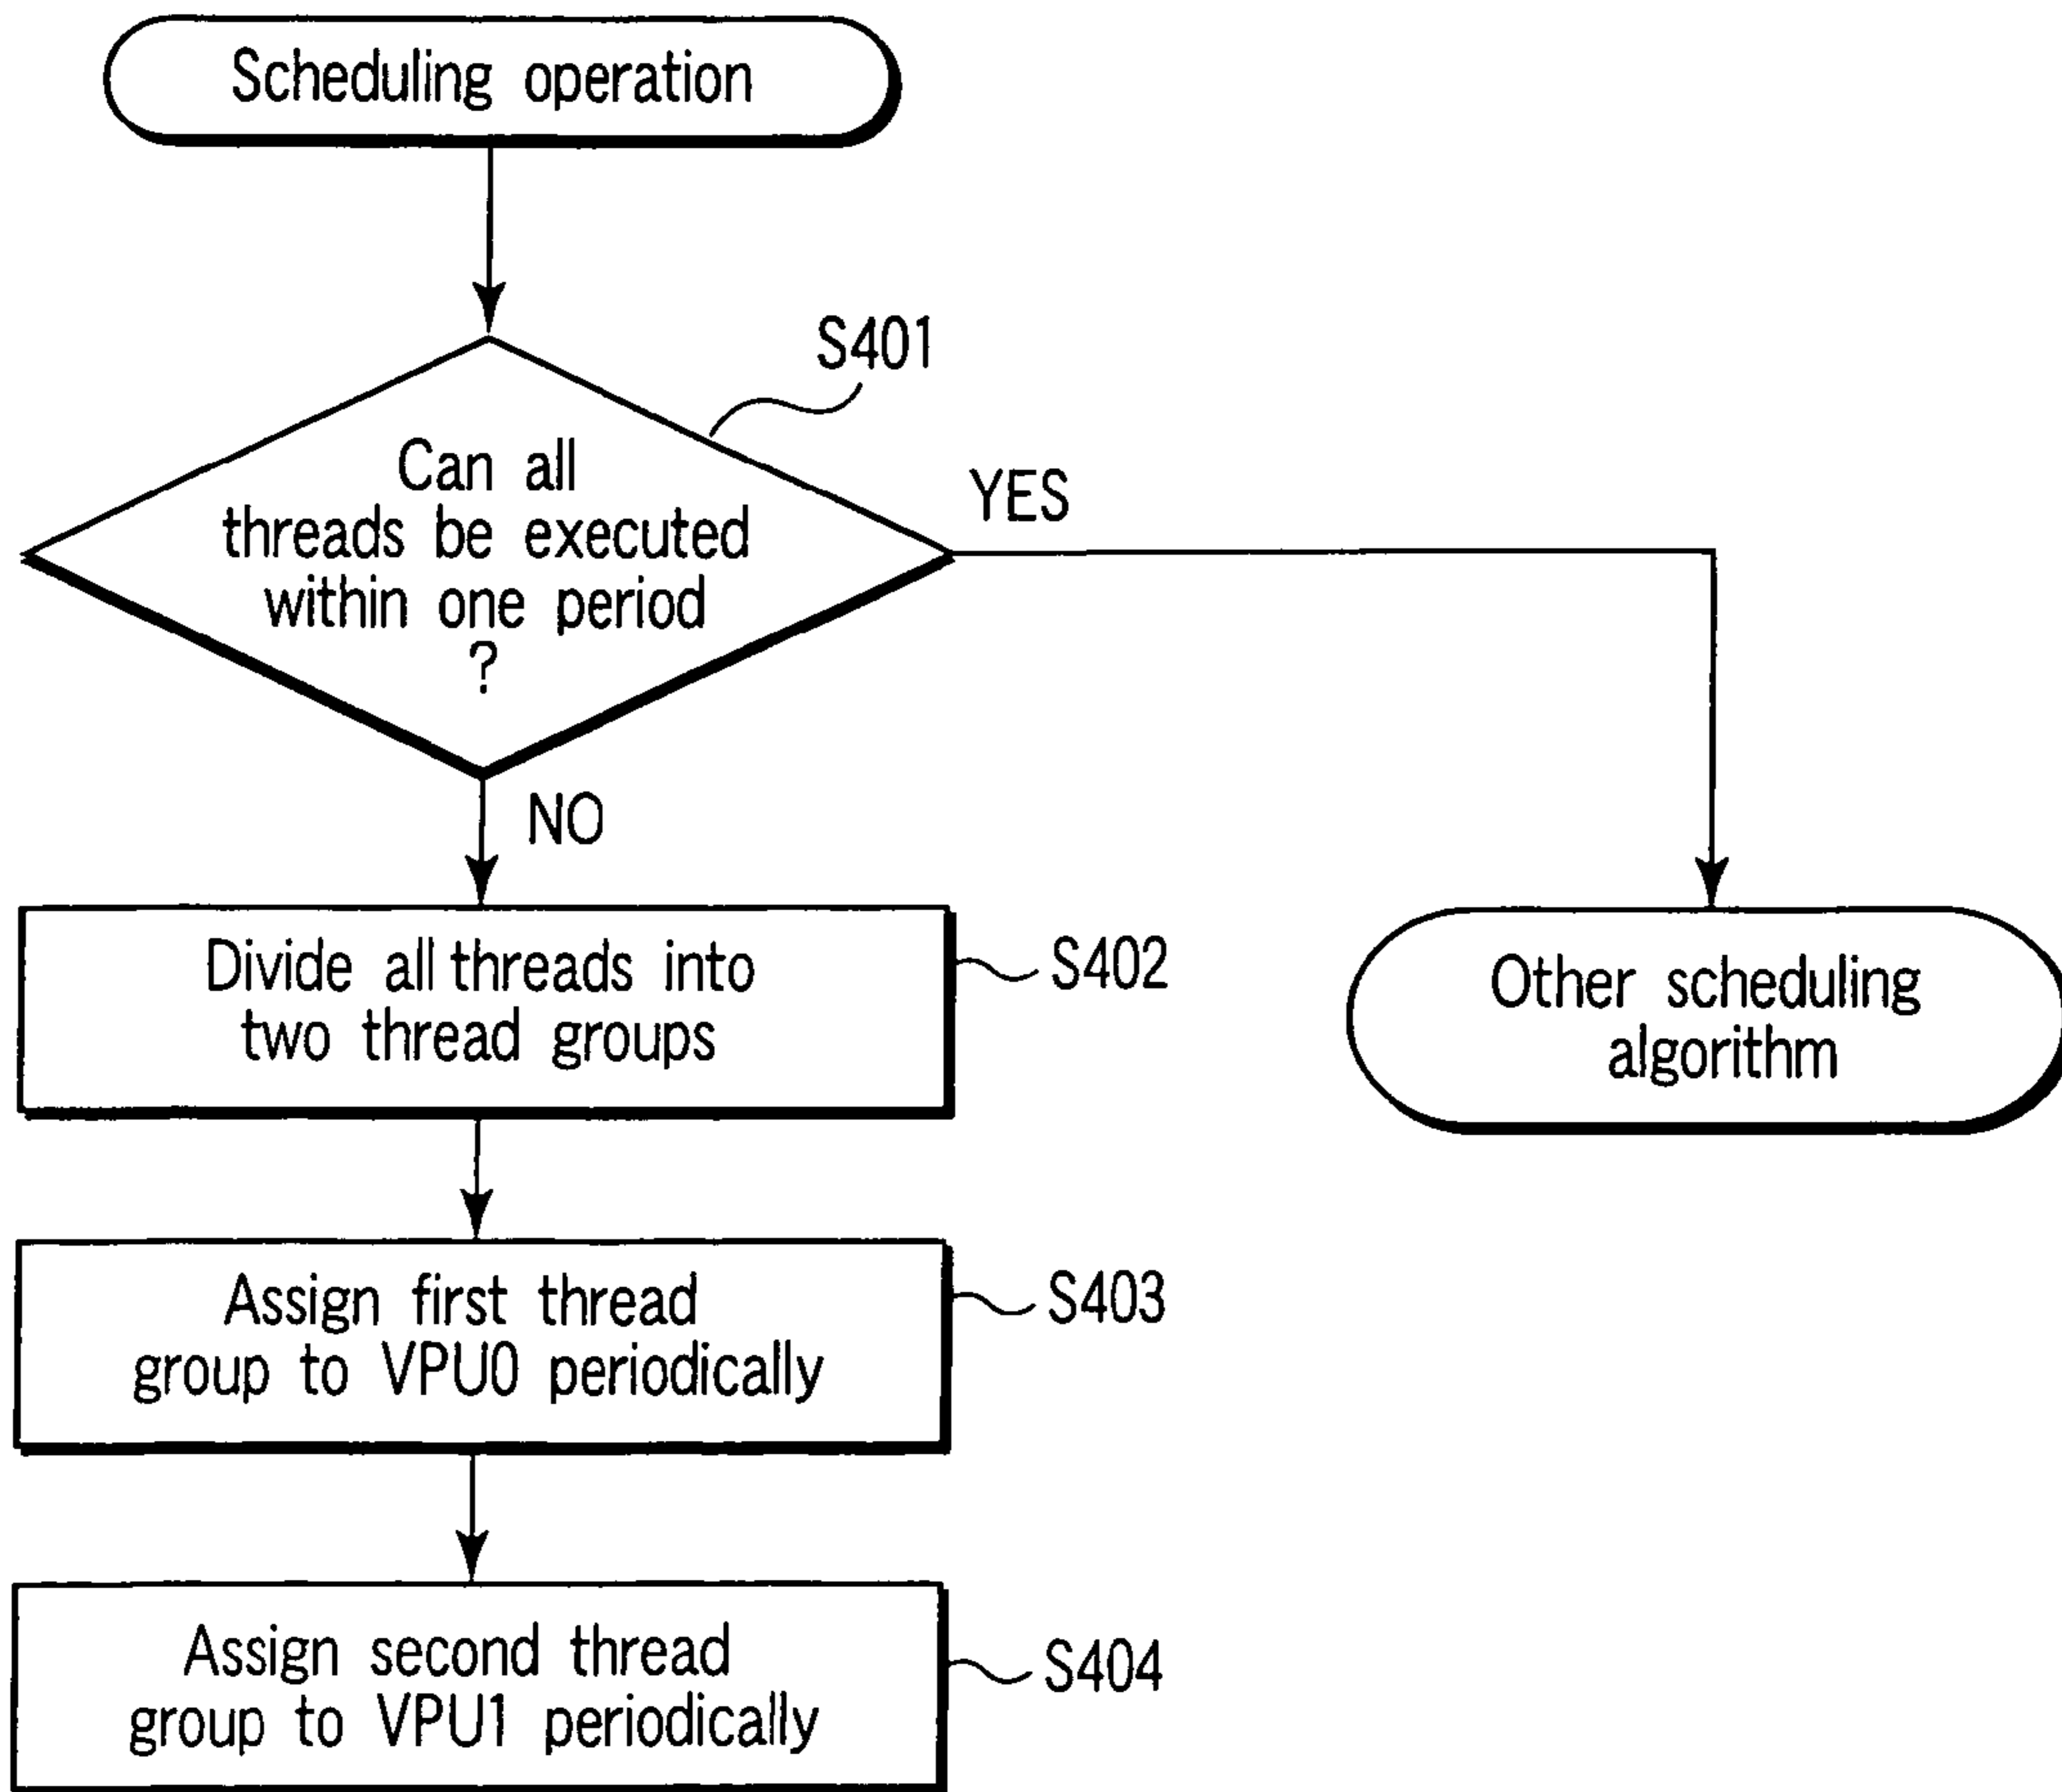 Scheduling operation
S401
Can all
threads be executed
within one period
?
YES
NO
Divide all threads into
two thread groups
S402
Other scheduling
algorithm
Assign first thread
group to VPU0 periodically
S403
Assign second thread
group to VPU1 periodically
S404